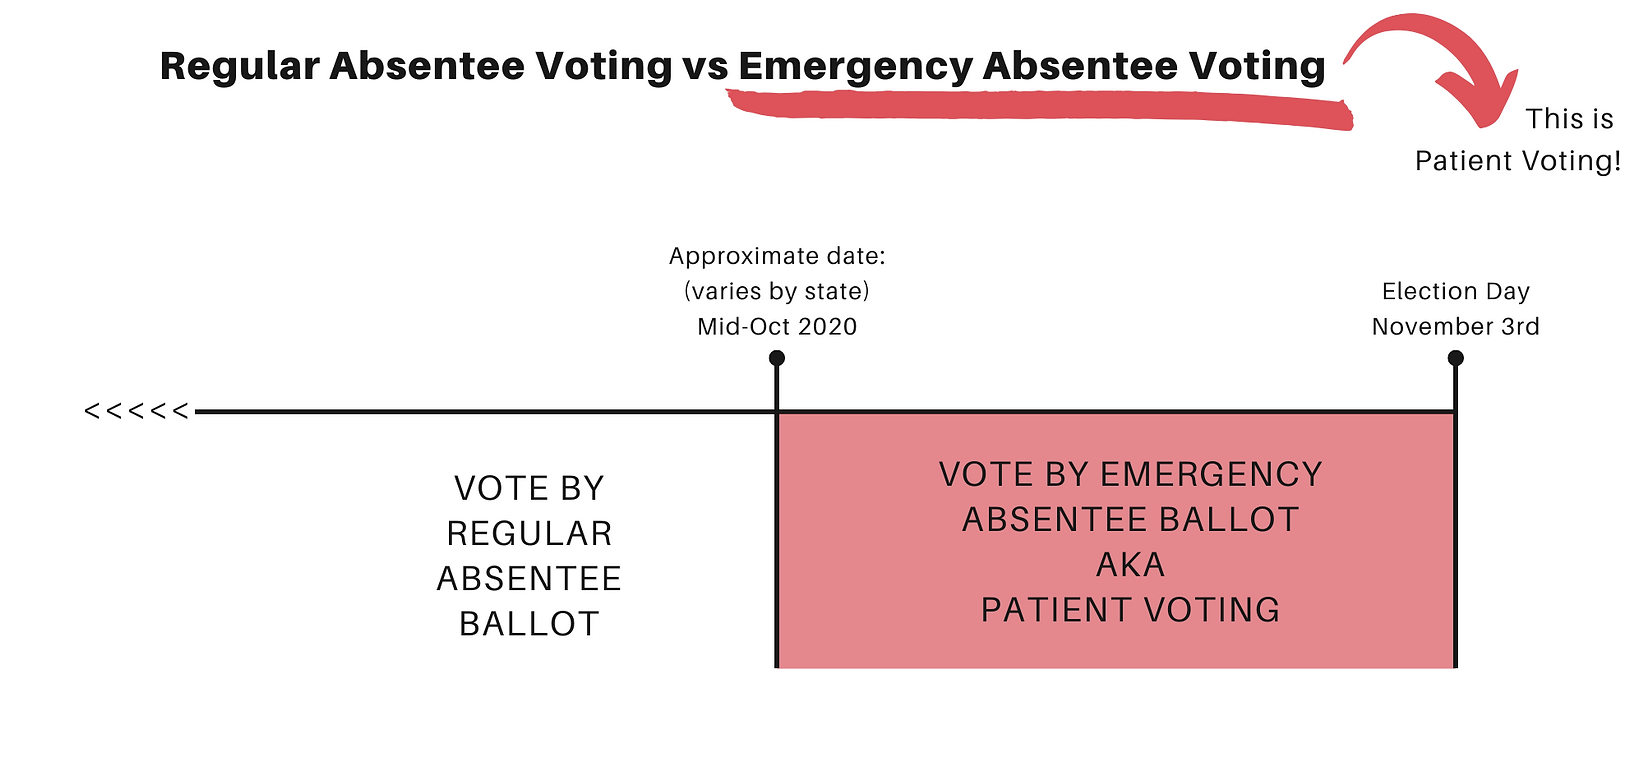 Regular Absentee Voting vs Emergency Absentee Voting
This is
Patient Voting!
Approximate date:
(varies by state)
Mid-Oct 2020
Election Day
November 3rd
<<<<<
VOTE BY
REGULAR
ABSENTEE
BALLOT
VOTE BY EMERGENCY
ABSENTEE BALLOT
AKA
PATIENT VOTING